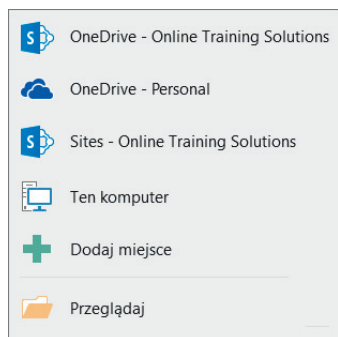 OneDrive - Online Training Solutions
OneDrive - Personal
Sites - Online Training Solutions
Ten komputer
Dodaj miejsce
Przeglądaj